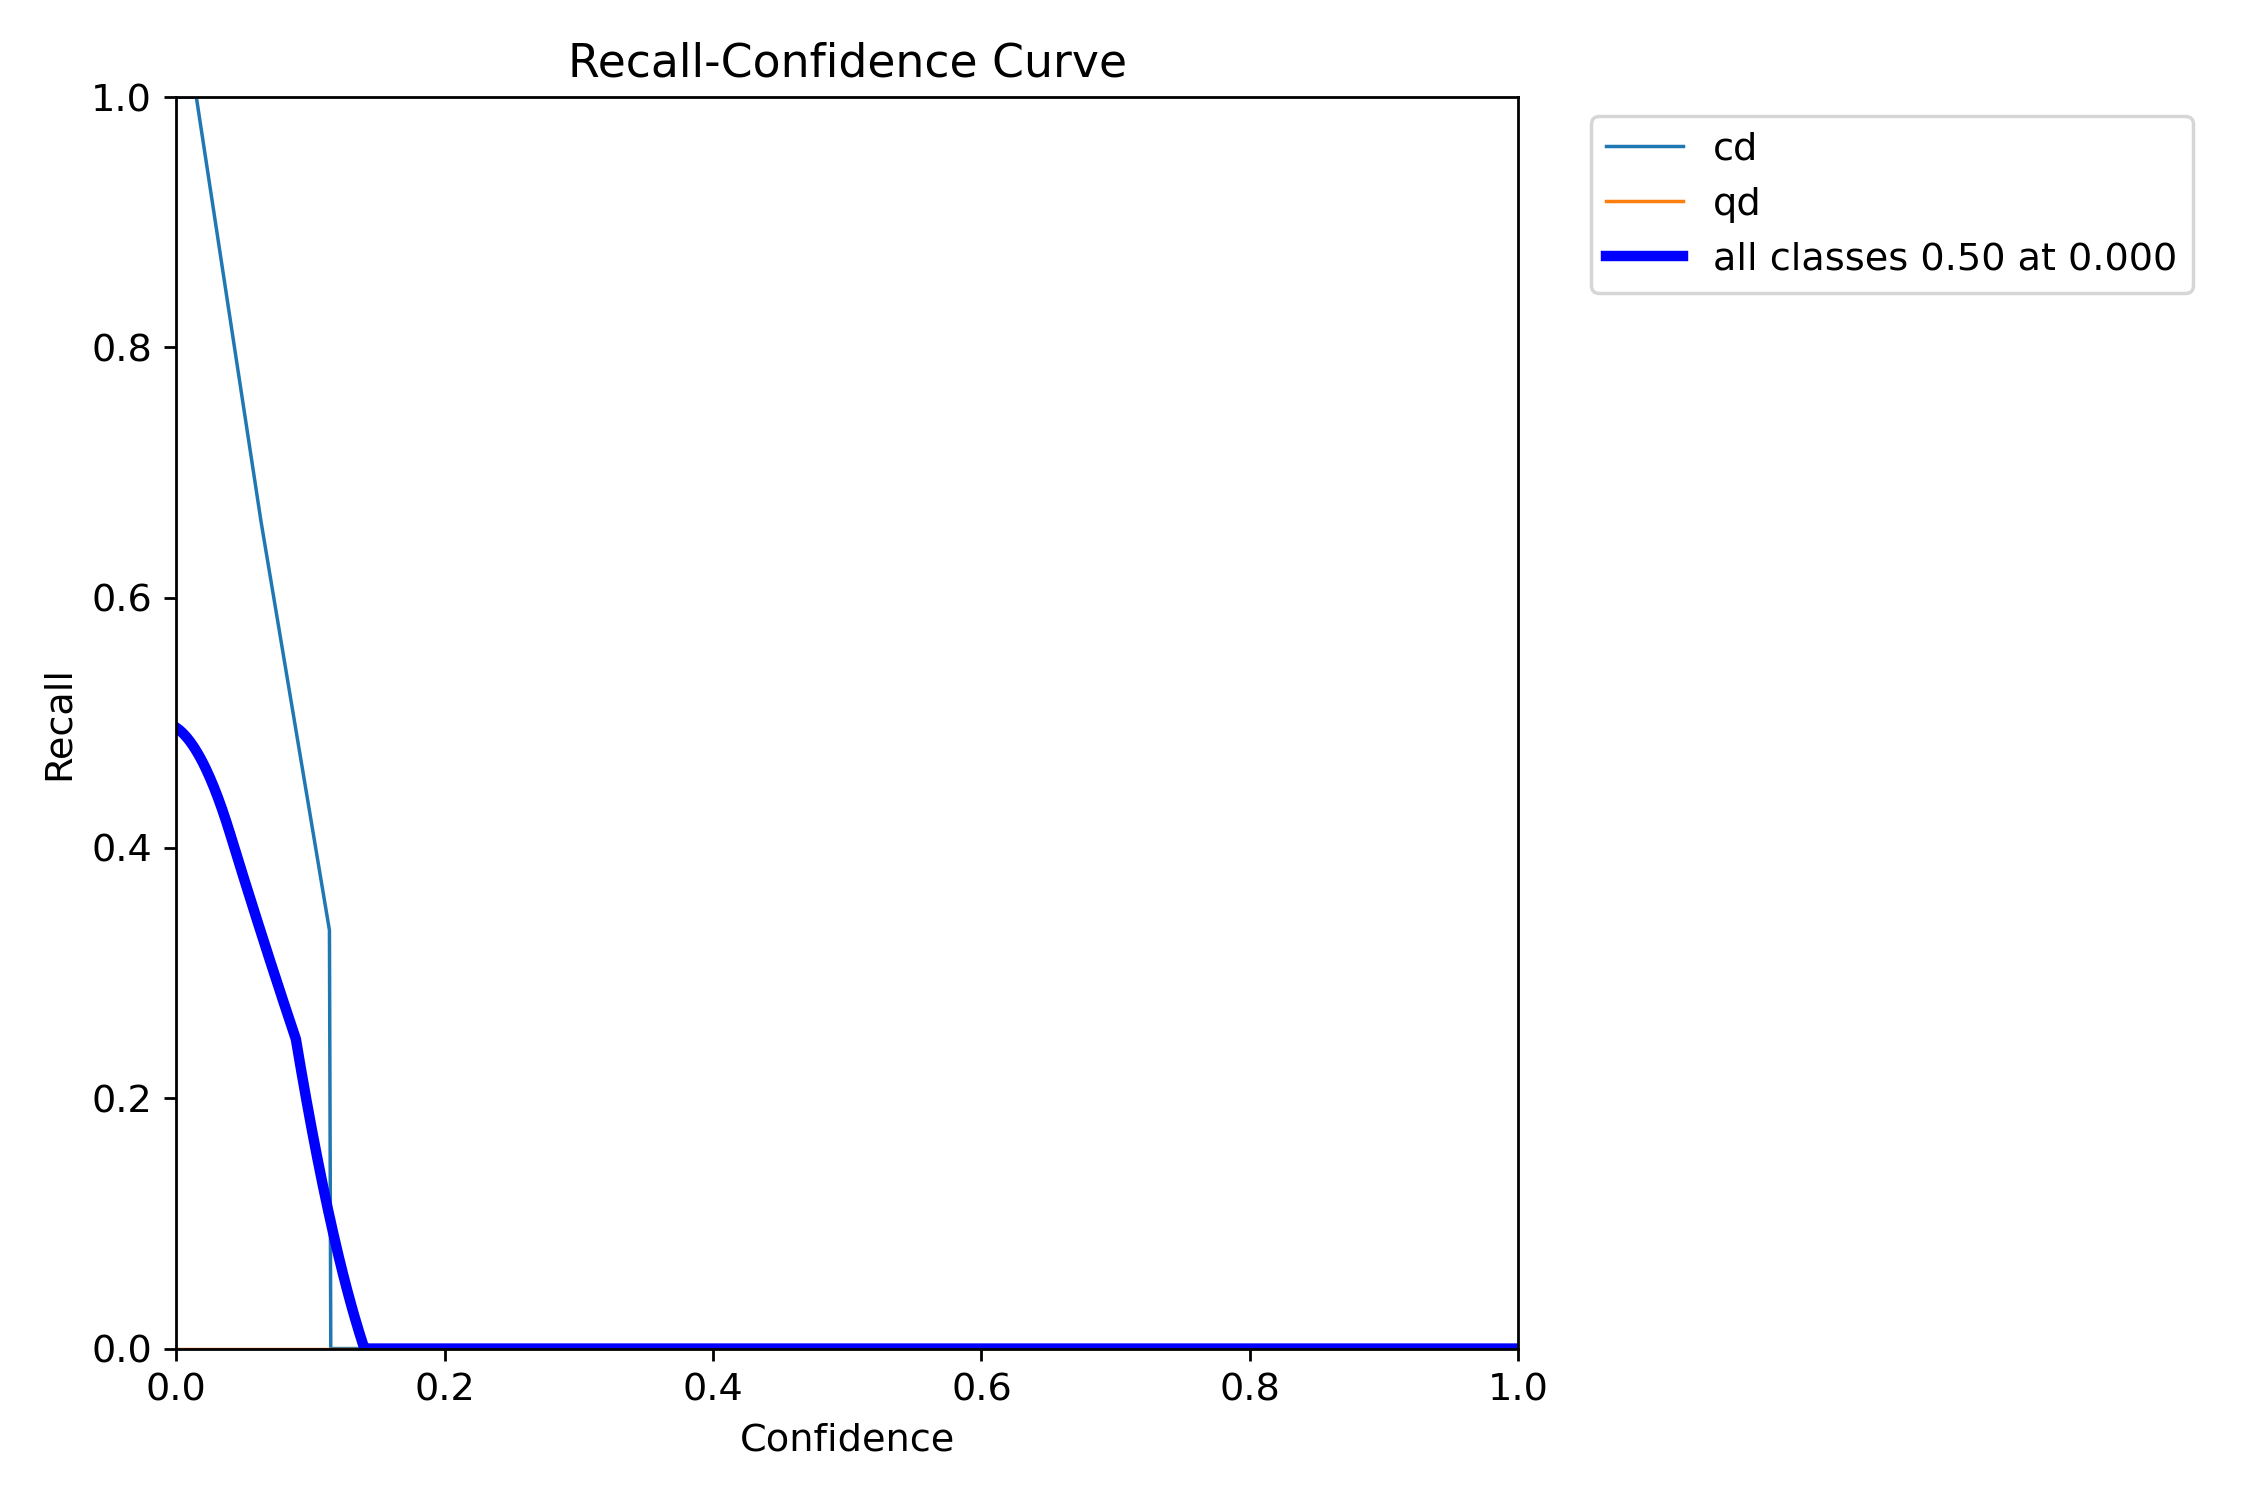 Recall-Confidence Curve
1.0
0.8
0.6
0.4
0.2
0.0
Recall
0.0 0.2 0.4 0.6 0.8 1.0
Confidence
cd
qd
all classes 0.50 at 0.000